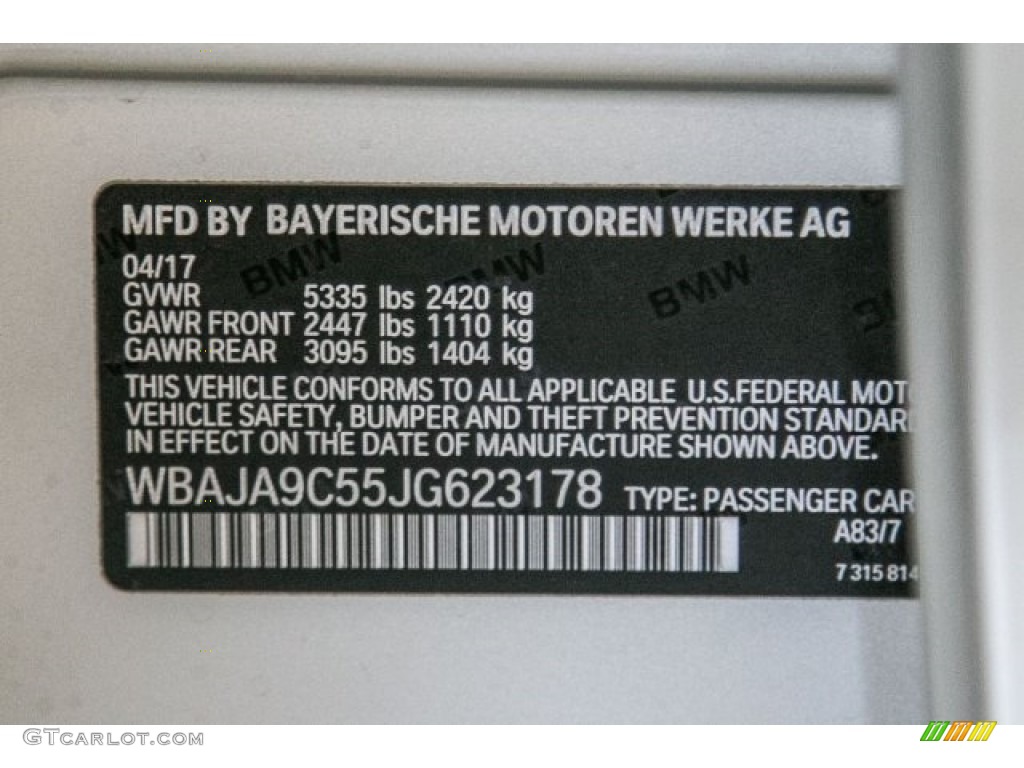 MFD BY BAYERISCHE MOTOREN WERKE AG
04/17
GVWR 5335 lbs 2420 kg
GAWR FRONT 2447 lbs 1110 kg
GAWR REAR 3095 lbs 1404 kg
BMW BMW BMW
THIS VEHICLE CONFORMS TO ALL APPLICABLE U.S.FEDERAL MOT
VEHICLE SAFETY, BUMPER AND THEFT PREVENTION STANDARD
IN EFFECT ON THE DATE OF MANUFACTURE SHOWN ABOVE.
WBAJA9C55JG623178 TYPE: PASSENGER CAR
A83/7
7 315 814
GTCARLOT.COM